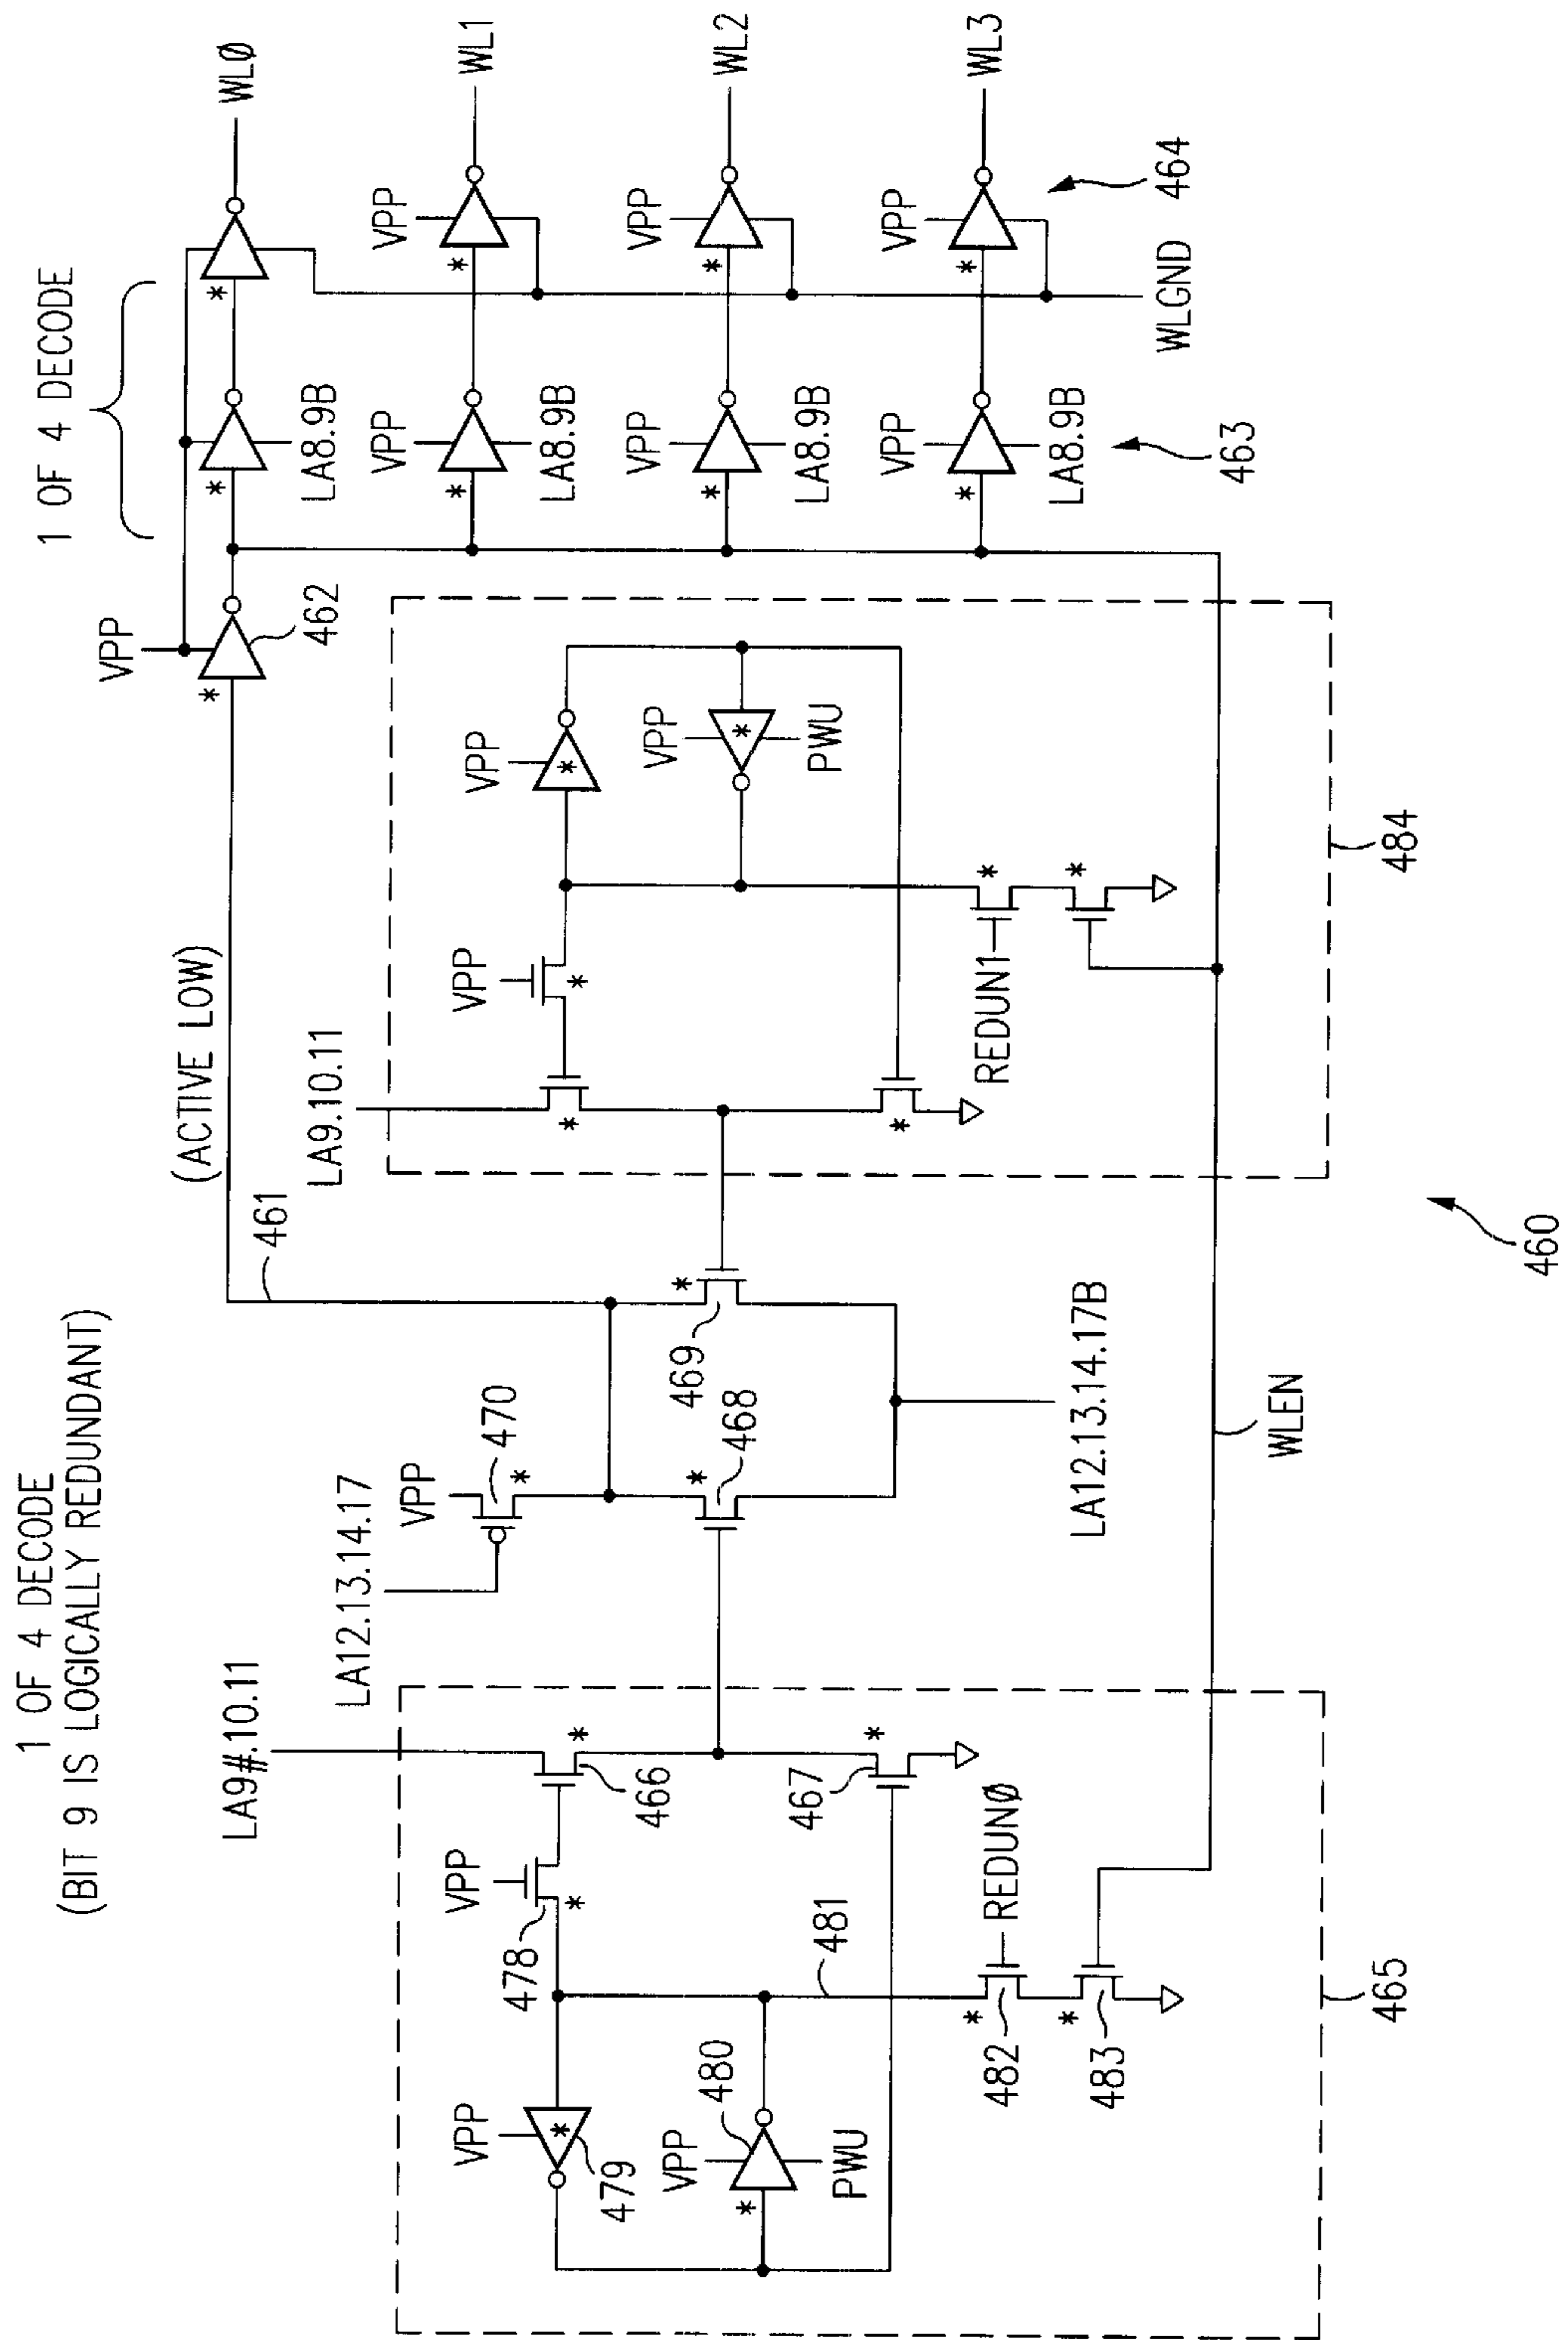 1 OF 4 DECODE
(BIT 9 IS LOGICALLY REDUNDANT)
LA9#.10.11
VPP
478
466
VPP
479
VPP
480
PWU
481
467
REDUNØ
482
483
465
LA12.13.14.17
VPP
470
468
469
LA12.13.14.17B
461
(ACTIVE LOW)
WLEN
460
LA9.10.11
VPP
VPP
VPP
PWU
REDUN1
484
VPP
462
1 OF 4 DECODE
LA8.9B
WLØ
VPP
LA8.9B
VPP
WL1
VPP
LA8.9B
VPP
WL2
VPP
LA8.9B
VPP
WL3
463
WLGND
464
* * * * * * * * * * * * * * * * * * * * * * * * * * *